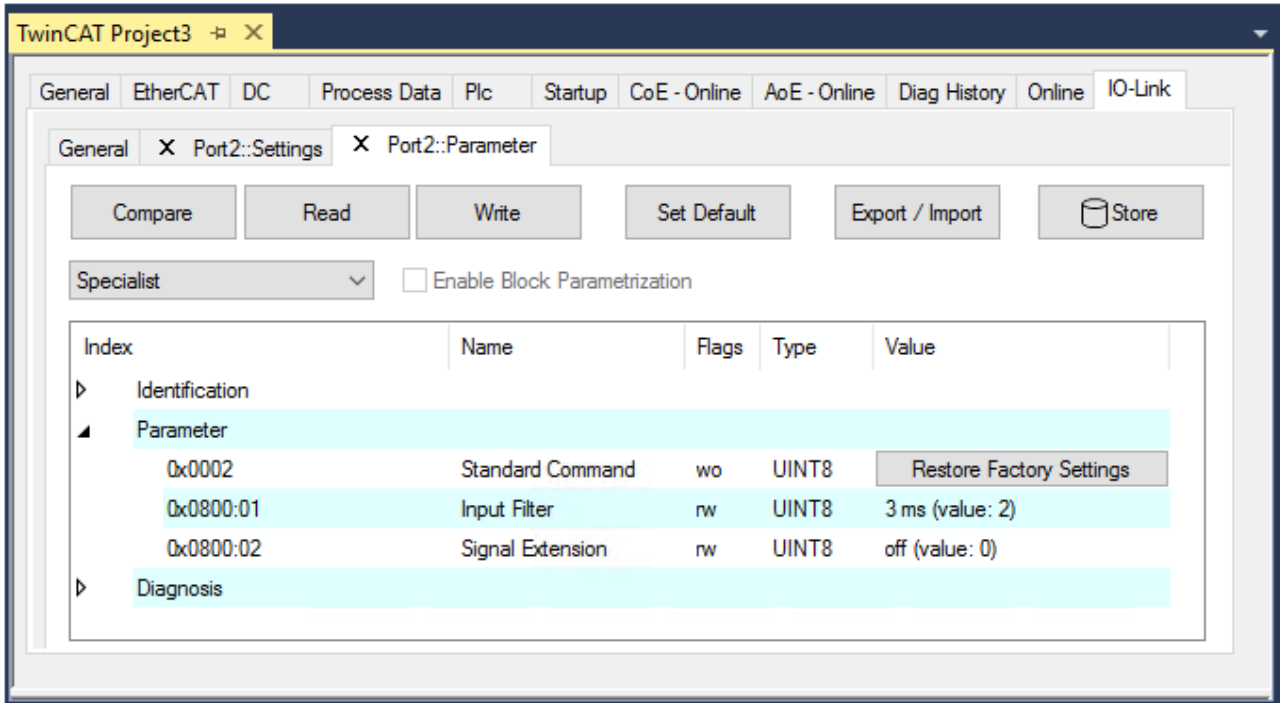 TwinCAT Project3
General EtherCAT DC Process Data Plc Startup CoE - Online AoE - Online Diag History Online IO-Link
General X Port2::Settings X Port2::Parameter
Compare Read Write Set Default Export / Import Store
Specialist Enable Block Parametrization
Index Name Flags Type Value
Identification
Parameter
0x0002 Standard Command wo UINT8 Restore Factory Settings
0x0800:01 Input Filter rw UINT8 3 ms (value: 2)
0x0800:02 Signal Extension rw UINT8 off (value: 0)
Diagnosis